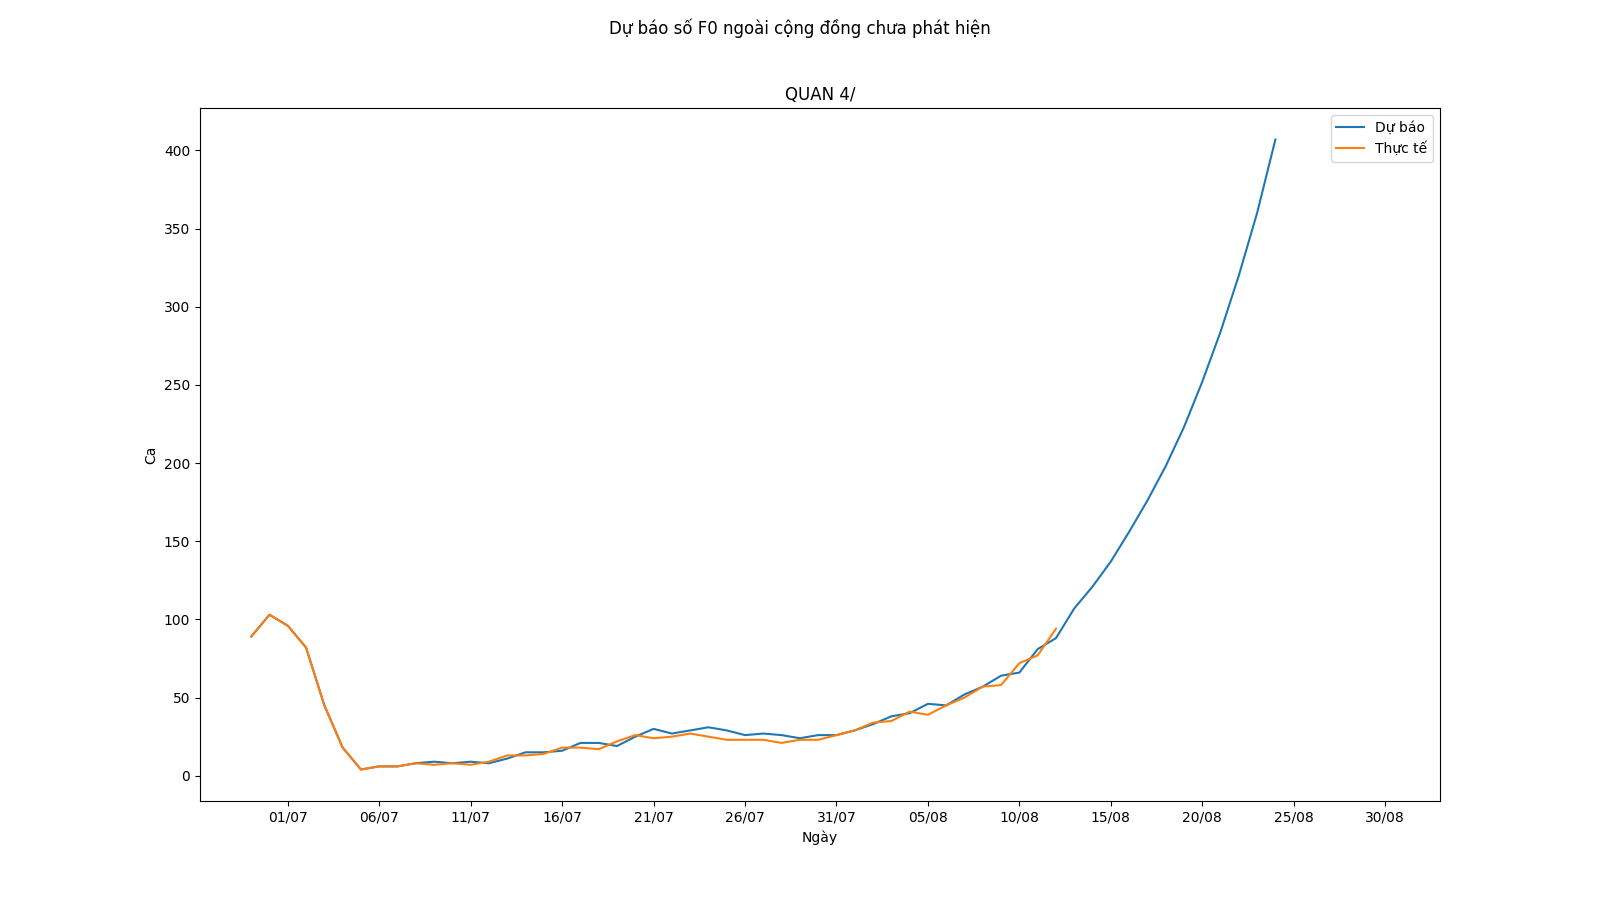 Dự báo số F0 ngoài cộng đồng chưa phát hiện
QUAN 4/
Dự báo
Thực tế
400
350
300
250
200
150
100
50
0
Ca
01/07 06/07 11/07 16/07 21/07 26/07 31/07 05/08 10/08 15/08 20/08 25/08 30/08
Ngày